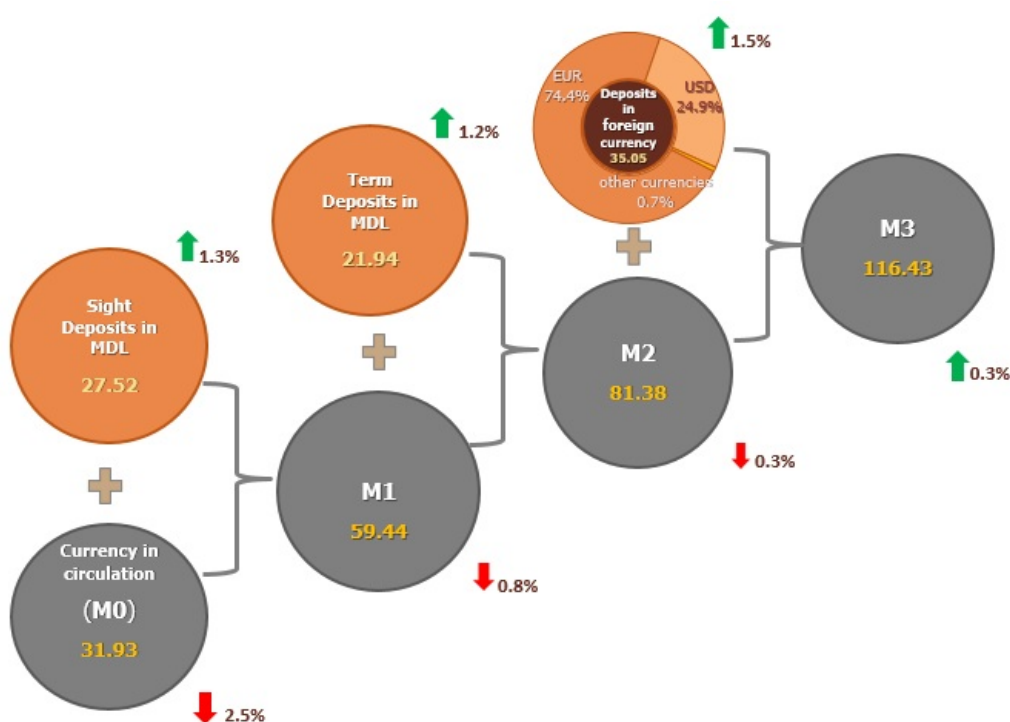 1.5%
EUR
74.4%
USD
24.9%
Deposits
in
foreign
currency
35.05
other currencies
0.7%
1.2%
Term
Deposits in
MDL
21.94
M3
116.43
0.3%
1.3%
Sight
Deposits in
MDL
27.52
M2
81.38
0.3%
M1
59.44
0.8%
Currency in
circulation
(M0)
31.93
2.5%